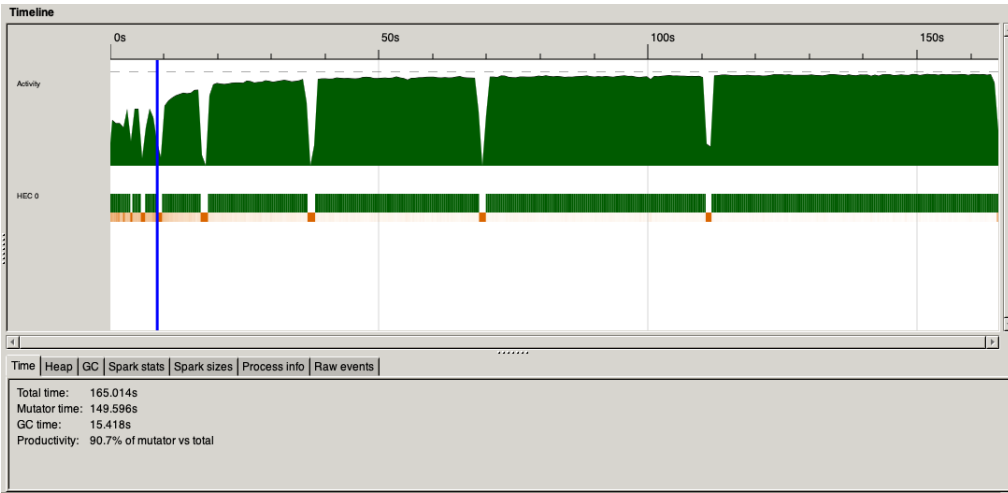 Timeline
0s 50s 100s 150s
Activity
HEC 0
Time Heap GC Spark stats Spark sizes Process info Raw events
Total time: 165.014s
Mutator time: 149.596s
GC time: 15.418s
Productivity: 90.7% of mutator vs total